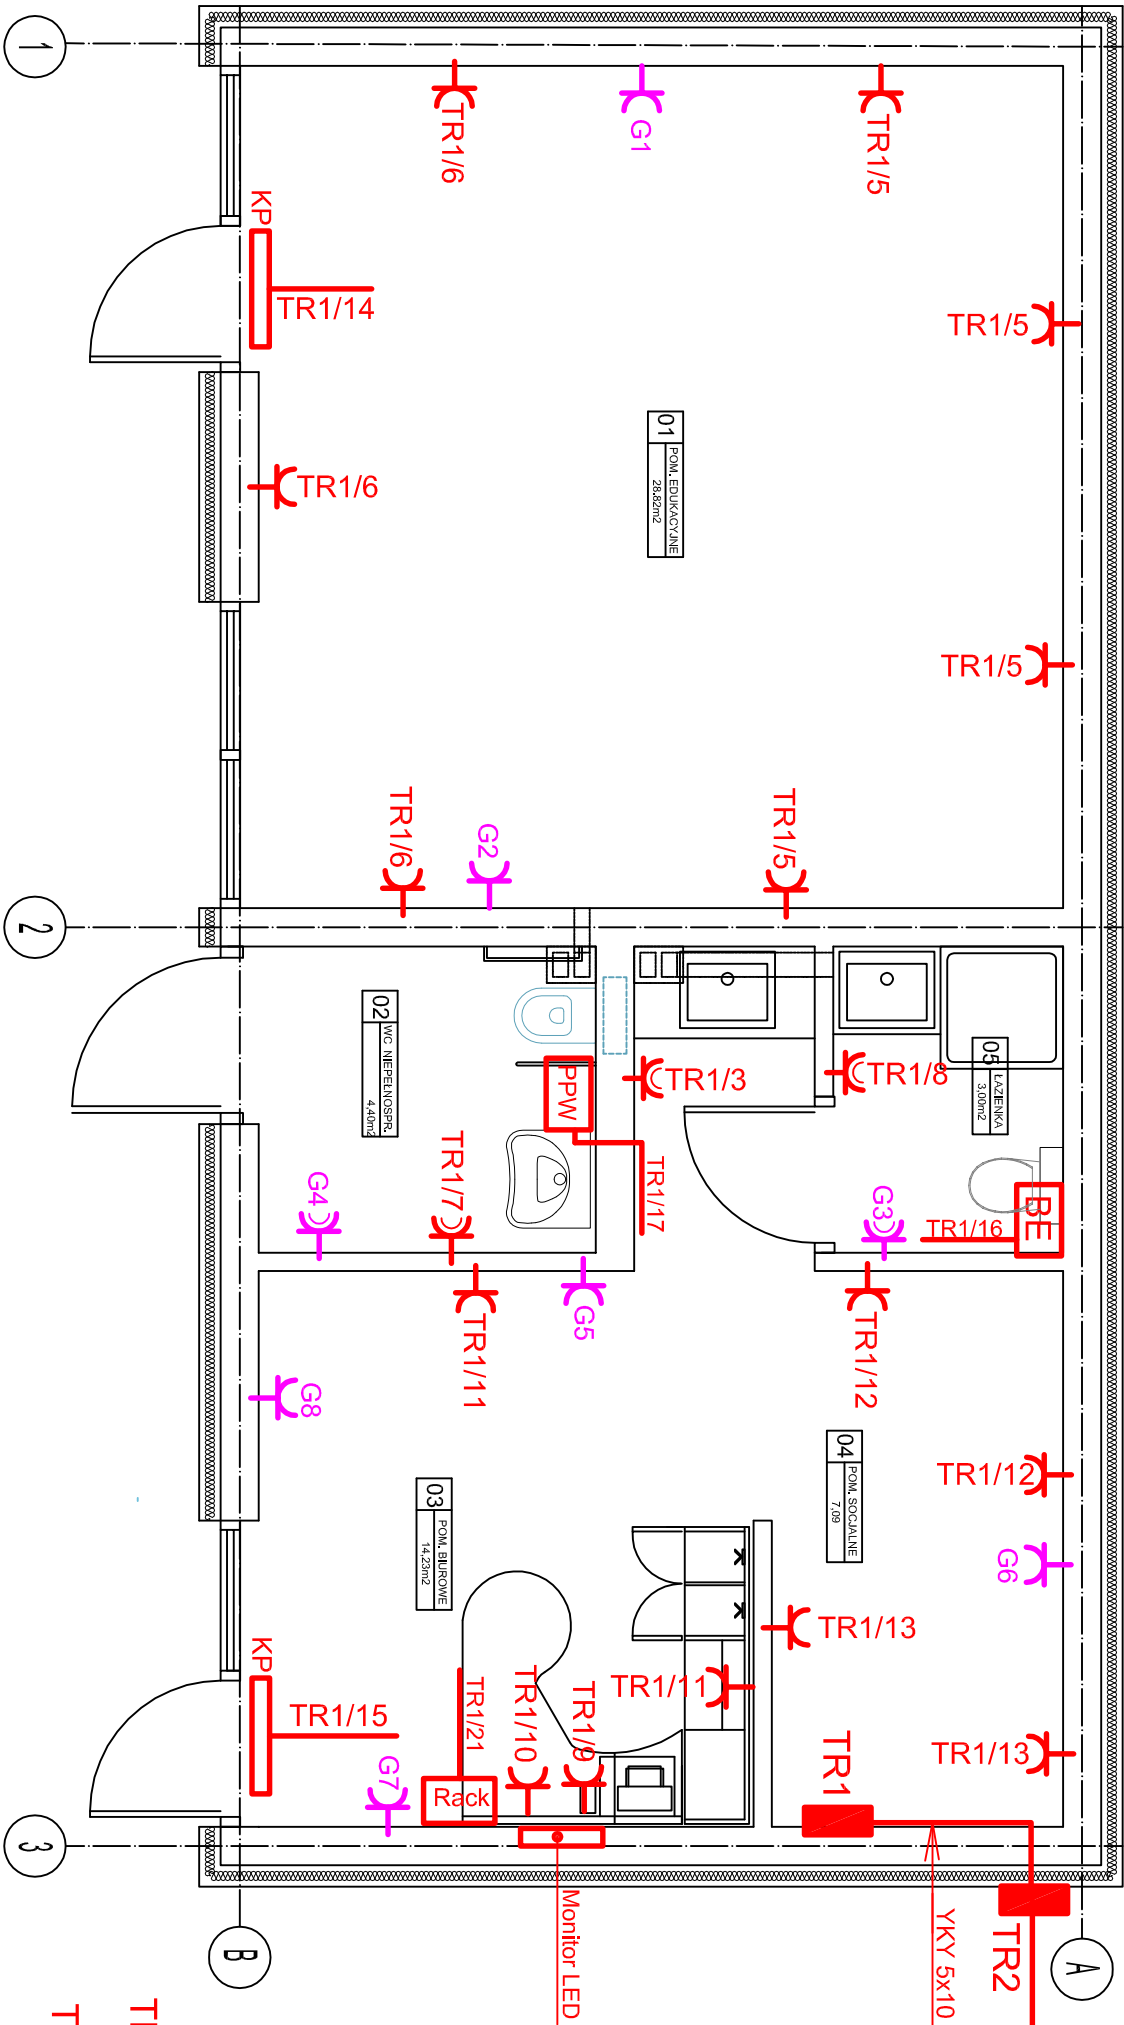 1
TR1/6
G1
TR1/5
KP
TR1/14
TR1/5
01
POM. EDUKACYJNE
28.82m2
TR1/6
TR1/5
TR1/6
G2
TR1/5
2
02
WC NIEPEŁNOSPR.
4,40m2
PPW
TR1/3
TR1/8
05
ŁAZIENKA
3,00m2
TR1/7
TR1/17
G4
G3
TR1/16
BE
G5
TR1/11
TR1/12
G8
04
POM. SOCJALNE
7,09
TR1/12
03
POM. BIUROWE
14,23m2
G6
TR1/13
KP
TR1/15
TR1/21
TR1/10
TR1/9
TR1/11
TR1
TR1/13
G7
Rack
3
Monitor LED
YKY 5x10
TR2
B
A